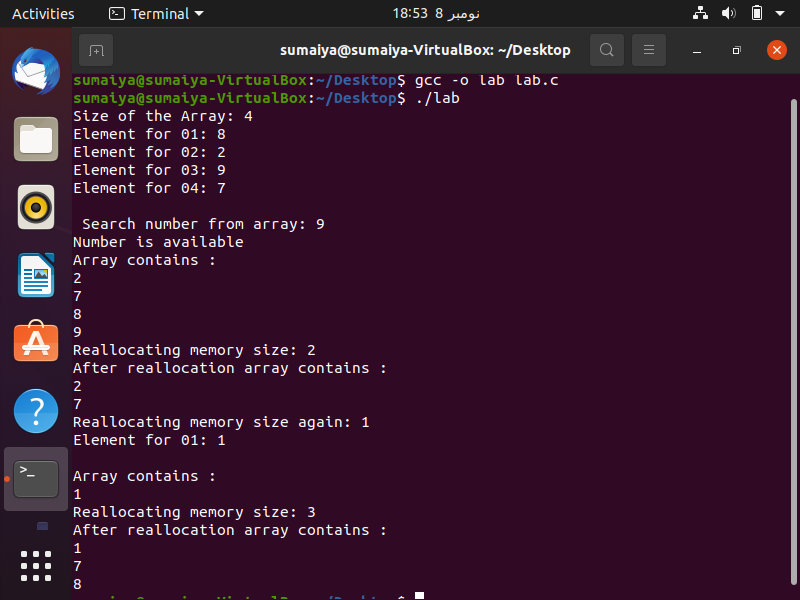 Activities Terminal نومبر 8 18:53
sumaiya@sumaiya-VirtualBox: ~/Desktop
sumaiya@sumaiya-VirtualBox:~/Desktop$ gcc -o lab lab.c
sumaiya@sumaiya-VirtualBox:~/Desktop$ ./lab
Size of the Array: 4
Element for 01: 8
Element for 02: 2
Element for 03: 9
Element for 04: 7
Search number from array: 9
Number is available
Array contains :
2
7
8
9
Reallocating memory size: 2
After reallocation array contains :
2
7
Reallocating memory size again: 1
Element for 01: 1
Array contains :
1
Reallocating memory size: 3
After reallocation array contains :
1
7
8
sumaiya@sumaiya-VirtualBox:~/Desktop$